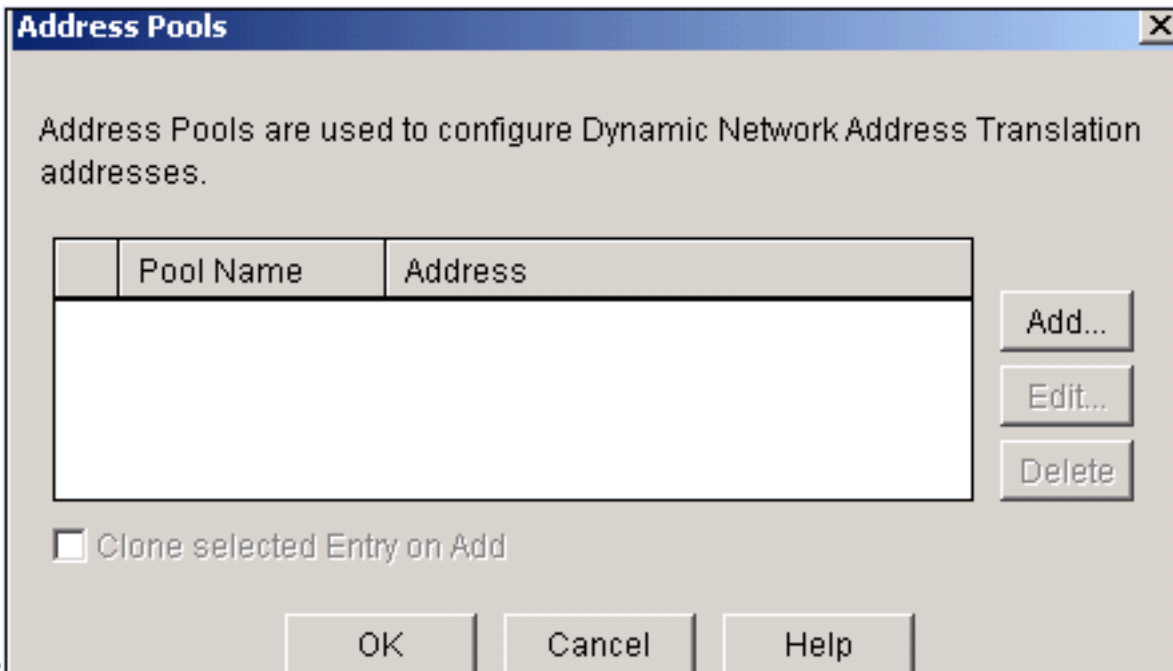 Address Pools
Address Pools are used to configure Dynamic Network Address Translation
addresses.
Pool Name Address
Add...
Edit...
Delete
Clone selected Entry on Add
OK Cancel Help